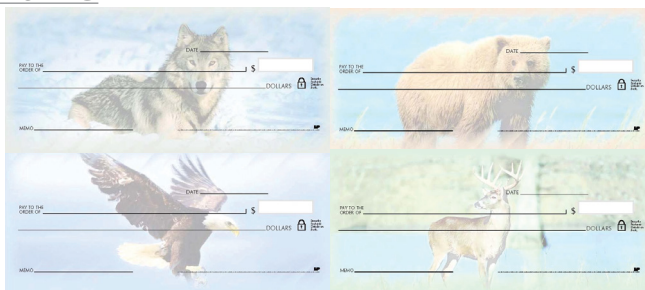 DATE
PAY TO THE
ORDER OF
$
DOLLARS
MEMO
DATE
PAY TO THE
ORDER OF
$
DOLLARS
MEMO
DATE
PAY TO THE
ORDER OF
$
DOLLARS
MEMO
DATE
PAY TO THE
ORDER OF
$
DOLLARS
MEMO